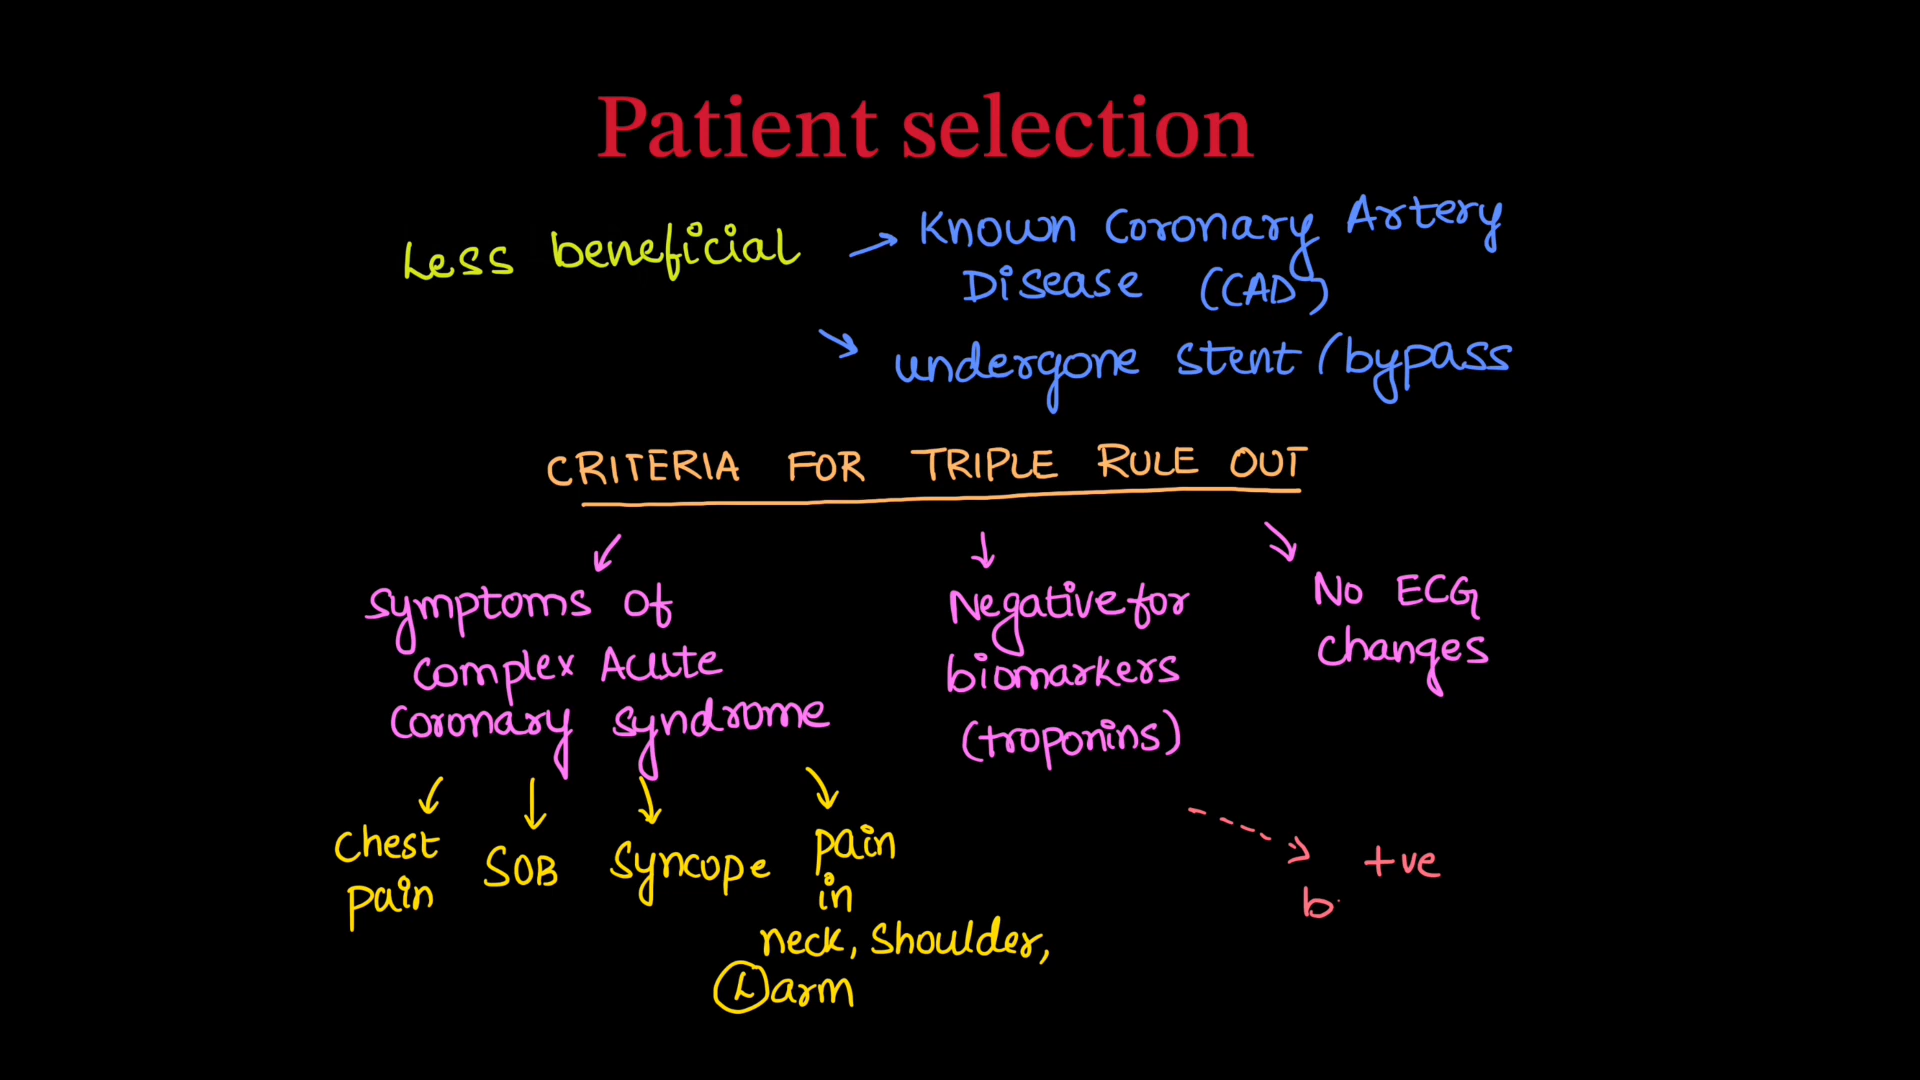 Patient selection
Less beneficial → Known Coronary Artery
Disease (CAD)
→ undergone stent / bypass
CRITERIA FOR TRIPLE RULE OUT
Symptoms of
complex Acute
coronary syndrome
Negative for
biomarkers
(troponins)
No ECG
changes
Chest
pain
SOB
Syncope
pain
in
neck, shoulder,
Ⓛ arm
+ve
b